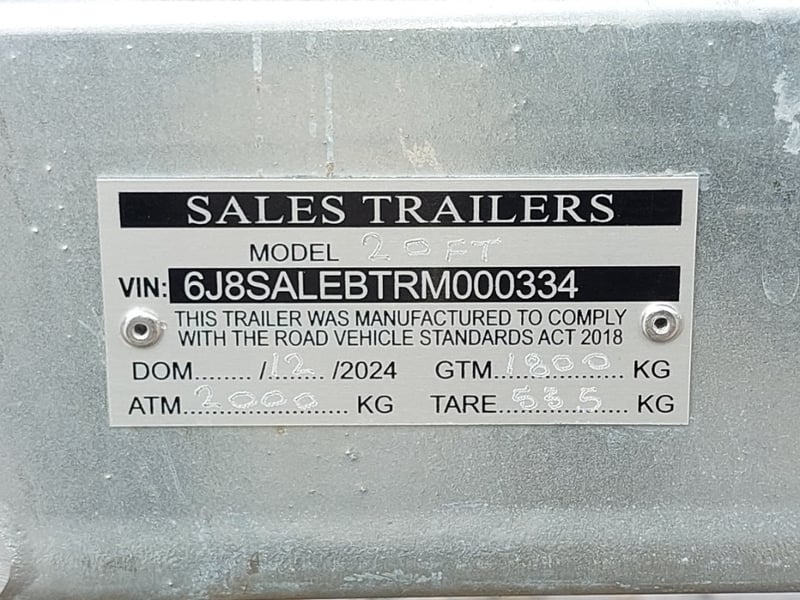 SALES TRAILERS
MODEL 20FT
VIN: 6J8SALEBTRM000334
THIS TRAILER WAS MANUFACTURED TO COMPLY
WITH THE ROAD VEHICLE STANDARDS ACT 2018
DOM......../12....../2024 GTM 1800 KG
ATM 2000 KG TARE 535 KG